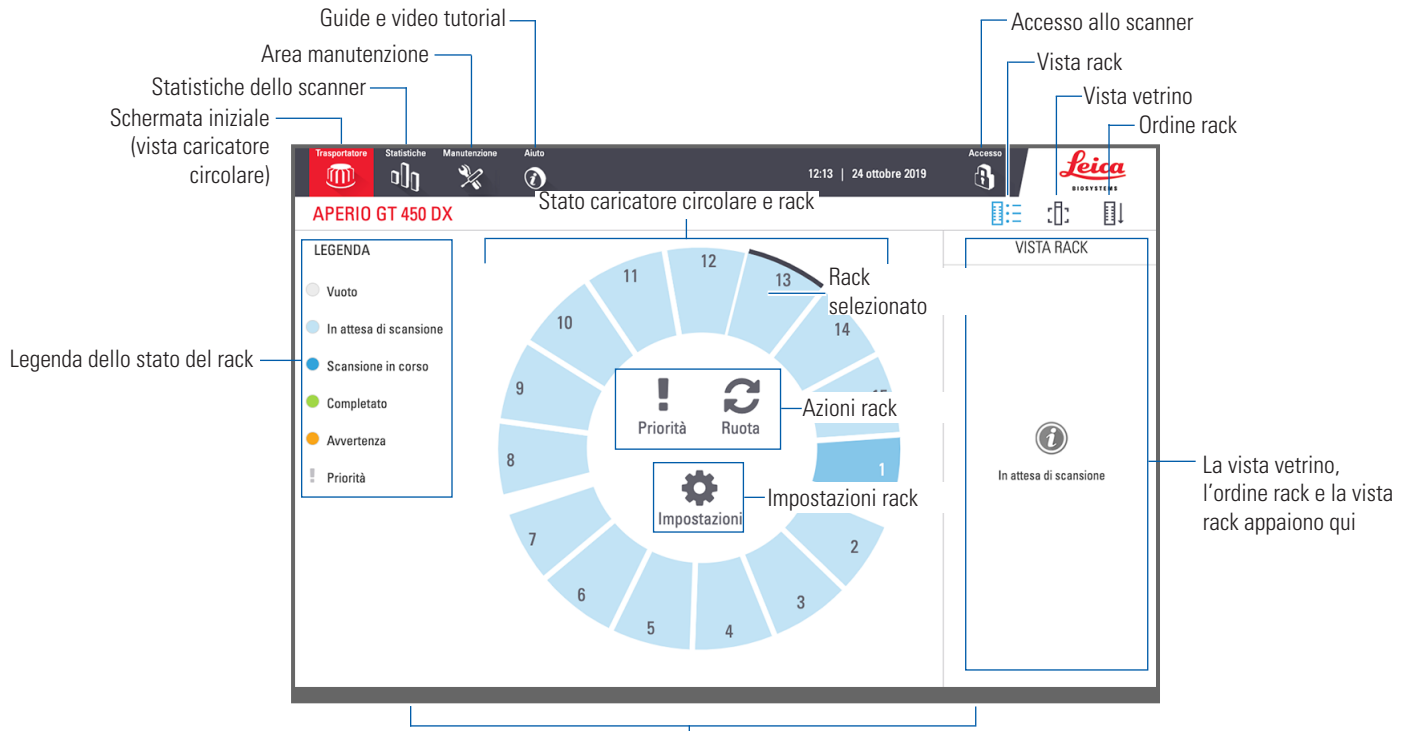 Guide e video tutorial
Accesso allo scanner
Area manutenzione
Vista rack
Statistiche dello scanner
Vista vetrino
Schermata iniziale
(vista caricatore
circolare)
Ordine rack
Trasportatore
Statistiche
Manutenzione
Aiuto
12:13 | 24 ottobre 2019
Accesso
Leica
BIOSYSTEMS
APERIO GT 450 DX
Stato caricatore circolare e rack
LEGENDA
Vuoto
In attesa di scansione
Scansione in corso
Completato
Avvertenza
Priorità
Legenda dello stato del rack
VISTA RACK
12
11
13
Rack
selezionato
10
14
9
15
8
1
7
2
6
3
5
4
Priorità
Ruota
Azioni rack
Impostazioni
Impostazioni rack
In attesa di scansione
La vista vetrino,
l'ordine rack e la vista
rack appaiono qui